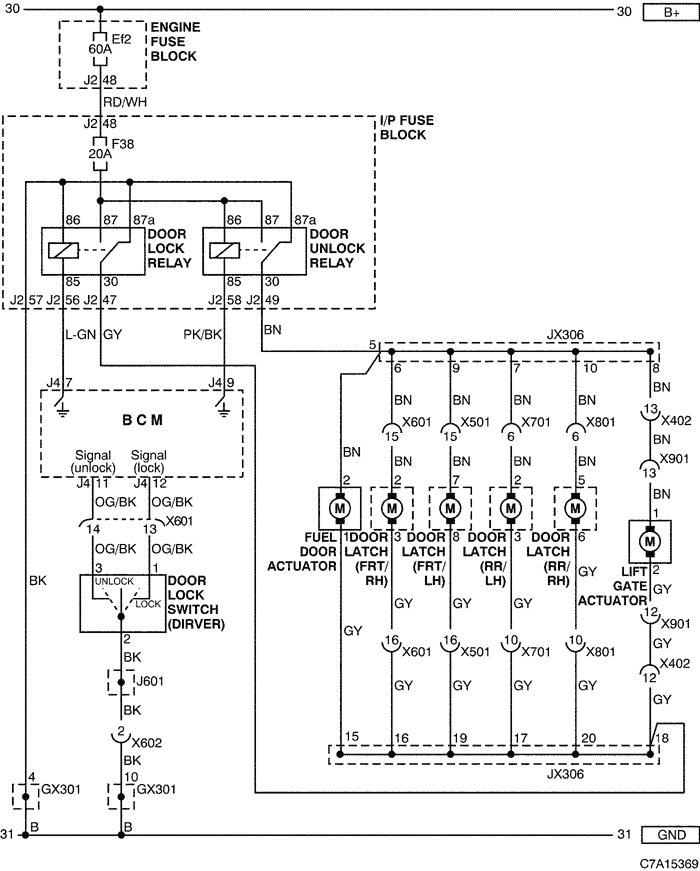 30
30 B+
ENGINE
FUSE
BLOCK
Ef2
60A
J2 48
RD/WH
J2 48
I/P FUSE
BLOCK
F38
20A
86 87 87a
DOOR
LOCK
RELAY
85 30
86 87 87a
DOOR
UNLOCK
RELAY
85 30
J2 57 J2 56 J2 47 J2 58 J2 49
L-GN GY PK/BK BN
5 JX306
6 9 7 10 8
J4 7 J4 9
B C M
Signal
(unlock)
Signal
(lock)
J4 11 J4 12
OG/BK OG/BK
X601
14 13
OG/BK OG/BK
BN BN BN BN BN
13 X402
X601 X501 X701 X801
15 15 6 6
BN
X901
13
BN BN BN BN BN
BN
2 2 7 2 5
1
M M M M M
M
1 3 8 3 6
2
FUEL
DOOR
ACTUATOR
DOOR
LATCH
(FRT/
RH)
DOOR
LATCH
(FRT/
LH)
DOOR
LATCH
(RR/
LH)
DOOR
LATCH
(RR/
RH)
LIFT
GATE
ACTUATOR
BK
3 1
UNLOCK
LOCK
DOOR
LOCK
SWITCH
(DIRVER)
2
BK
J601
BK
2
X602
BK
GY
GY GY GY GY GY
12 X901
16 X601 16 X501 10 X701 10 X801
GY
X402
12
GY GY GY GY GY
15 16 19 17 20 18
JX306
4 GX301 10 GX301
31 B B
31 GND
C7A15369